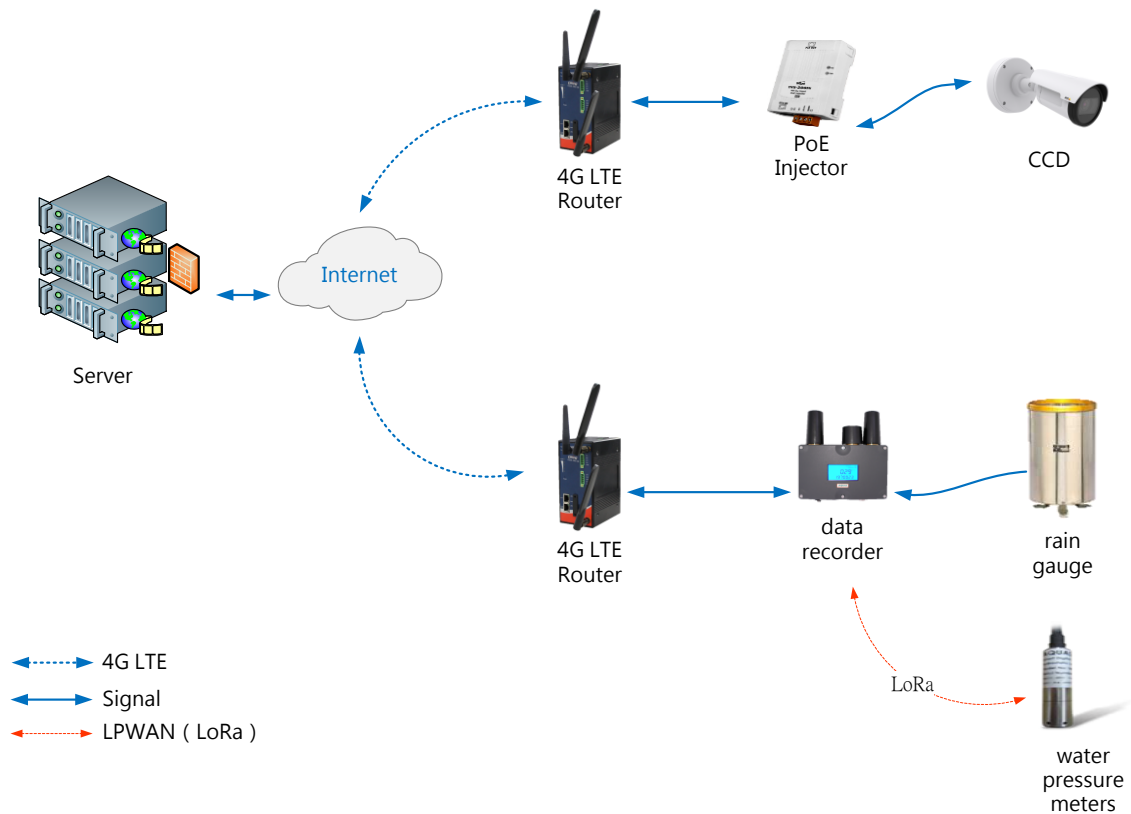 4G LTE
Router
PoE
Injector
CCD
Internet
Server
4G LTE
Router
data
recorder
rain
gauge
LoRa
water
pressure
meters
4G LTE
Signal
LPWAN ( LoRa )